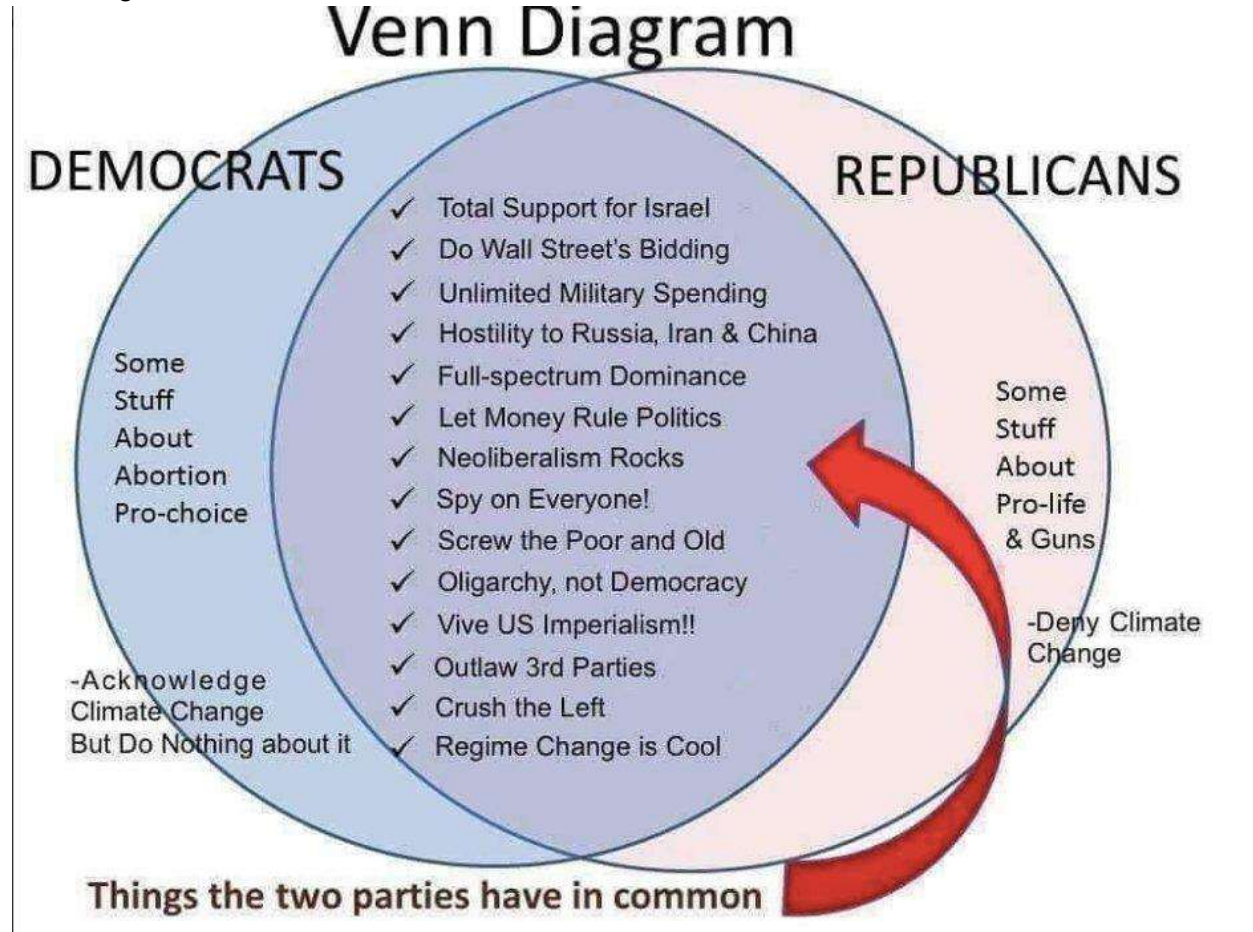 Venn Diagram
DEMOCRATS
REPUBLICANS
Total Support for Israel
Do Wall Street's Bidding
Unlimited Military Spending
Hostility to Russia, Iran & China
Full-spectrum Dominance
Let Money Rule Politics
Neoliberalism Rocks
Spy on Everyone!
Screw the Poor and Old
Oligarchy, not Democracy
Vive US Imperialism!!
Outlaw 3rd Parties
Crush the Left
Regime Change is Cool
Some
Stuff
About
Abortion
Pro-choice
-Acknowledge
Climate Change
But Do Nothing about it
Some
Stuff
About
Pro-life
& Guns
-Deny Climate
Change
Things the two parties have in common